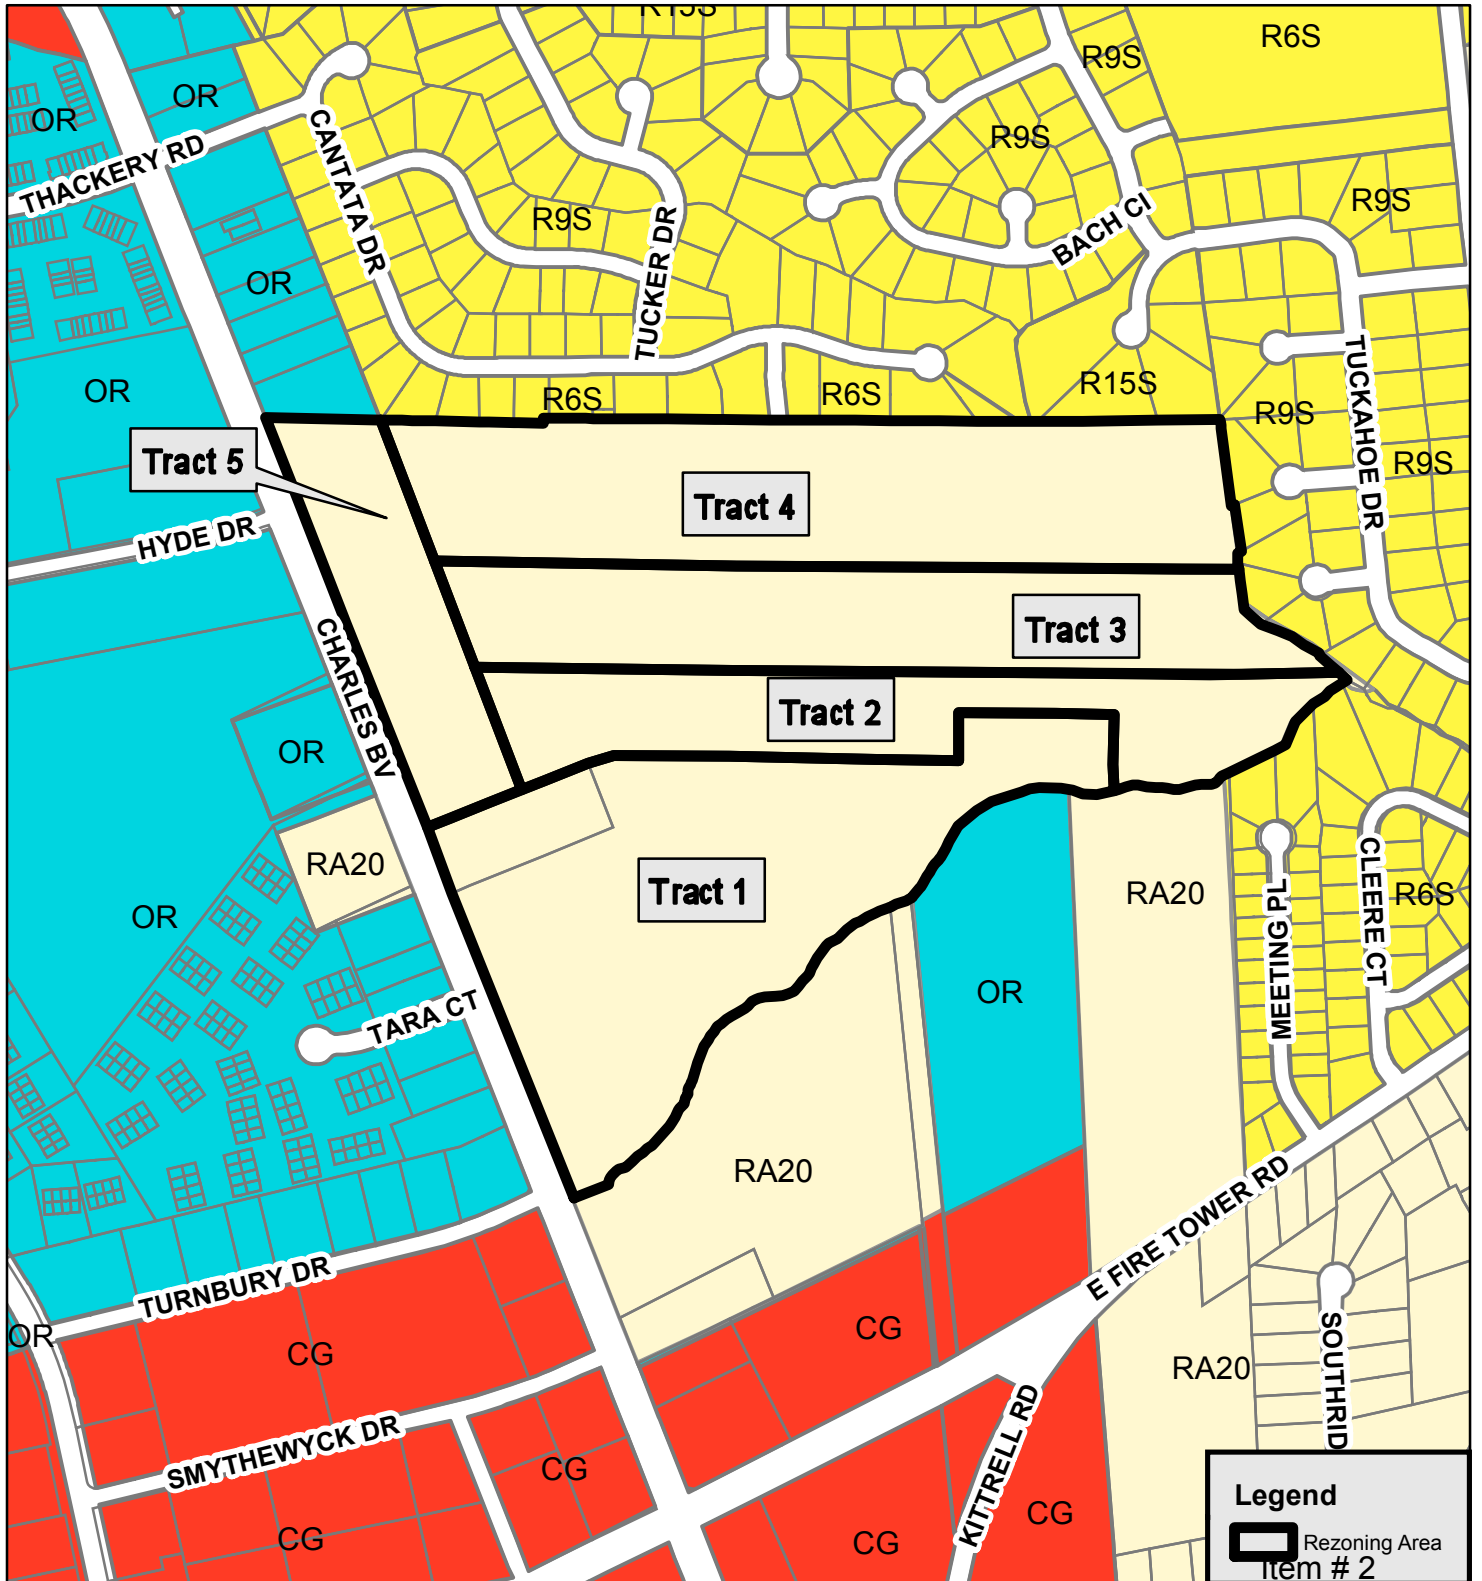 R15S
R6S
R9S
OR
OR
THACKERY RD
CANTATA DR
R9S
R9S
R9S
TUCKER DR
BACH CI
OR
OR
R6S
R6S
R15S
R9S
TUCKAHOE DR
R9S
Tract 5
Tract 4
HYDE DR
Tract 3
CHARLES BV
Tract 2
OR
RA20
Tract 1
RA20
CLEERE CT
R6S
OR
MEETING PL
OR
TARA CT
RA20
E FIRE TOWER RD
TURNBURY DR
OR
CG
CG
SOUTHRID
RA20
SMYTHEWYCK DR
KITTRELL RD
CG
CG
CG
CG
Legend
Rezoning Area
Item # 2